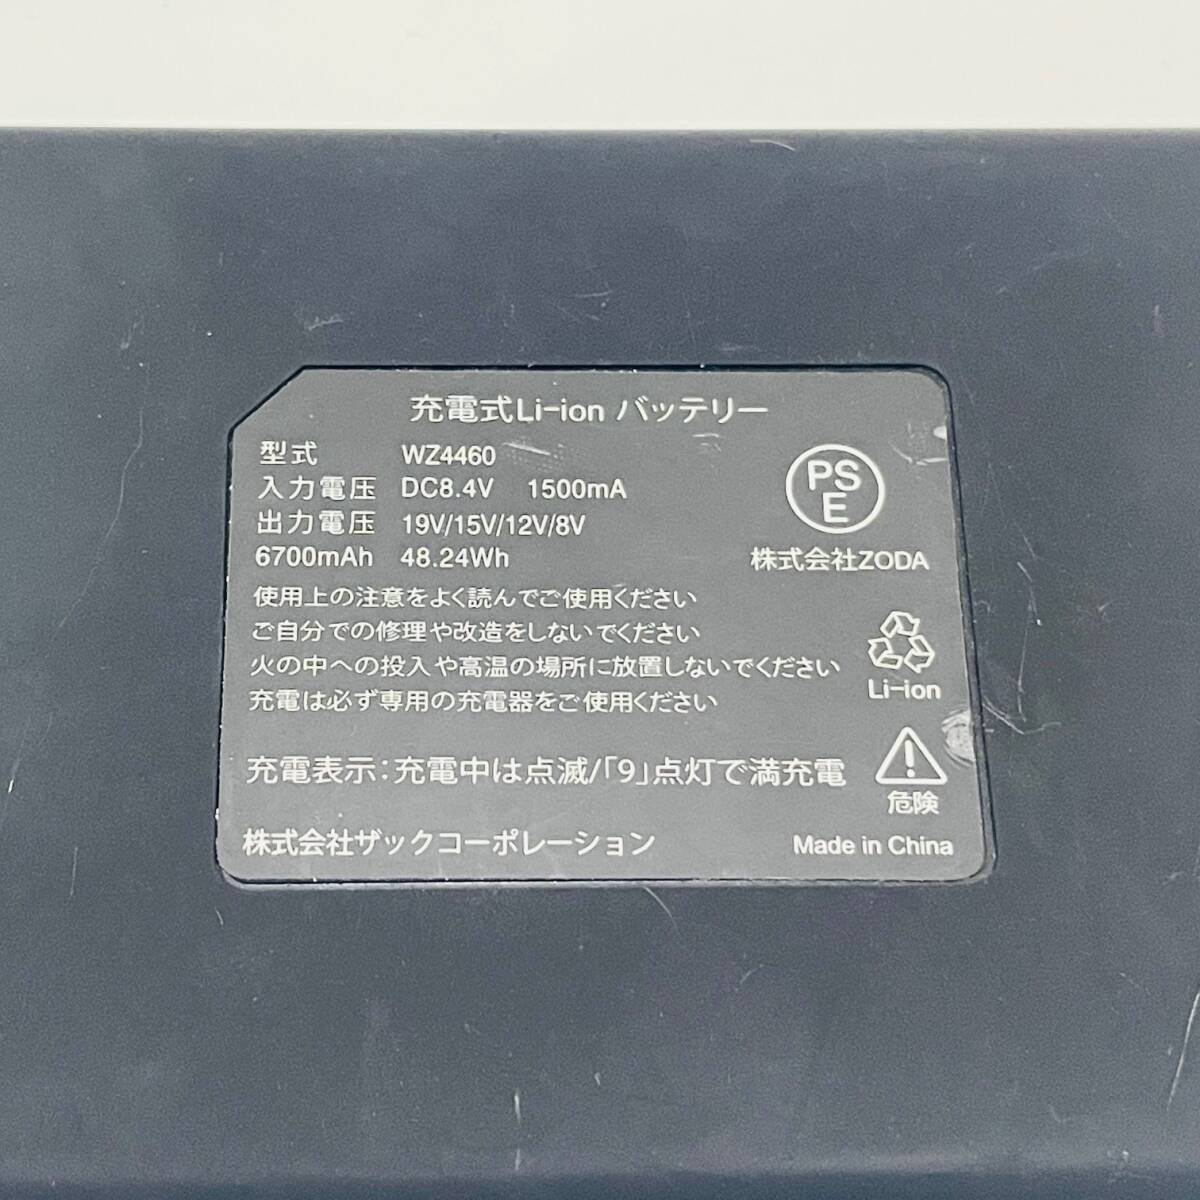 充電式Li-ion バッテリー
型式 WZ4460
入力電圧 DC8.4V 1500mA
出力電圧 19V/15V/12V/8V
6700mAh 48.24Wh
PS
E
株式会社ZODA
使用上の注意をよく読んでご使用ください
ご自分での修理や改造をしないでください
火の中への投入や高温の場所に放置しないでください
充電は必ず専用の充電器をご使用ください
Li-ion
充電表示:充電中は点滅/「9」点灯で満充電
危険
株式会社ザックコーポレーション
Made in China